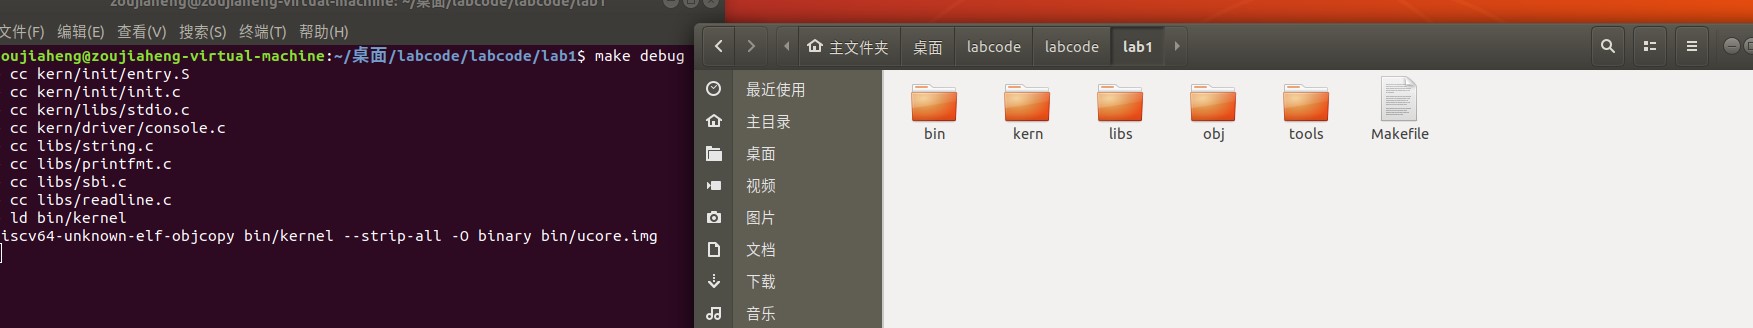 zoujiaheng@zoujiaheng-virtual-machine: ~/桌面/labcode/labcode/lab1
文件(F) 编辑(E) 查看(V) 搜索(S) 终端(T) 帮助(H)
oujiaheng@zoujiaheng-virtual-machine:~/桌面/labcode/labcode/lab1$ make debug
cc kern/init/entry.S
cc kern/init/init.c
cc kern/libs/stdio.c
cc kern/driver/console.c
cc libs/string.c
cc libs/printfmt.c
cc libs/sbi.c
cc libs/readline.c
ld bin/kernel
iscv64-unknown-elf-objcopy bin/kernel --strip-all -O binary bin/ucore.img
主文件夹 桌面 labcode labcode lab1
最近使用
主目录
桌面
视频
图片
文档
下载
音乐
bin kern libs obj tools Makefile